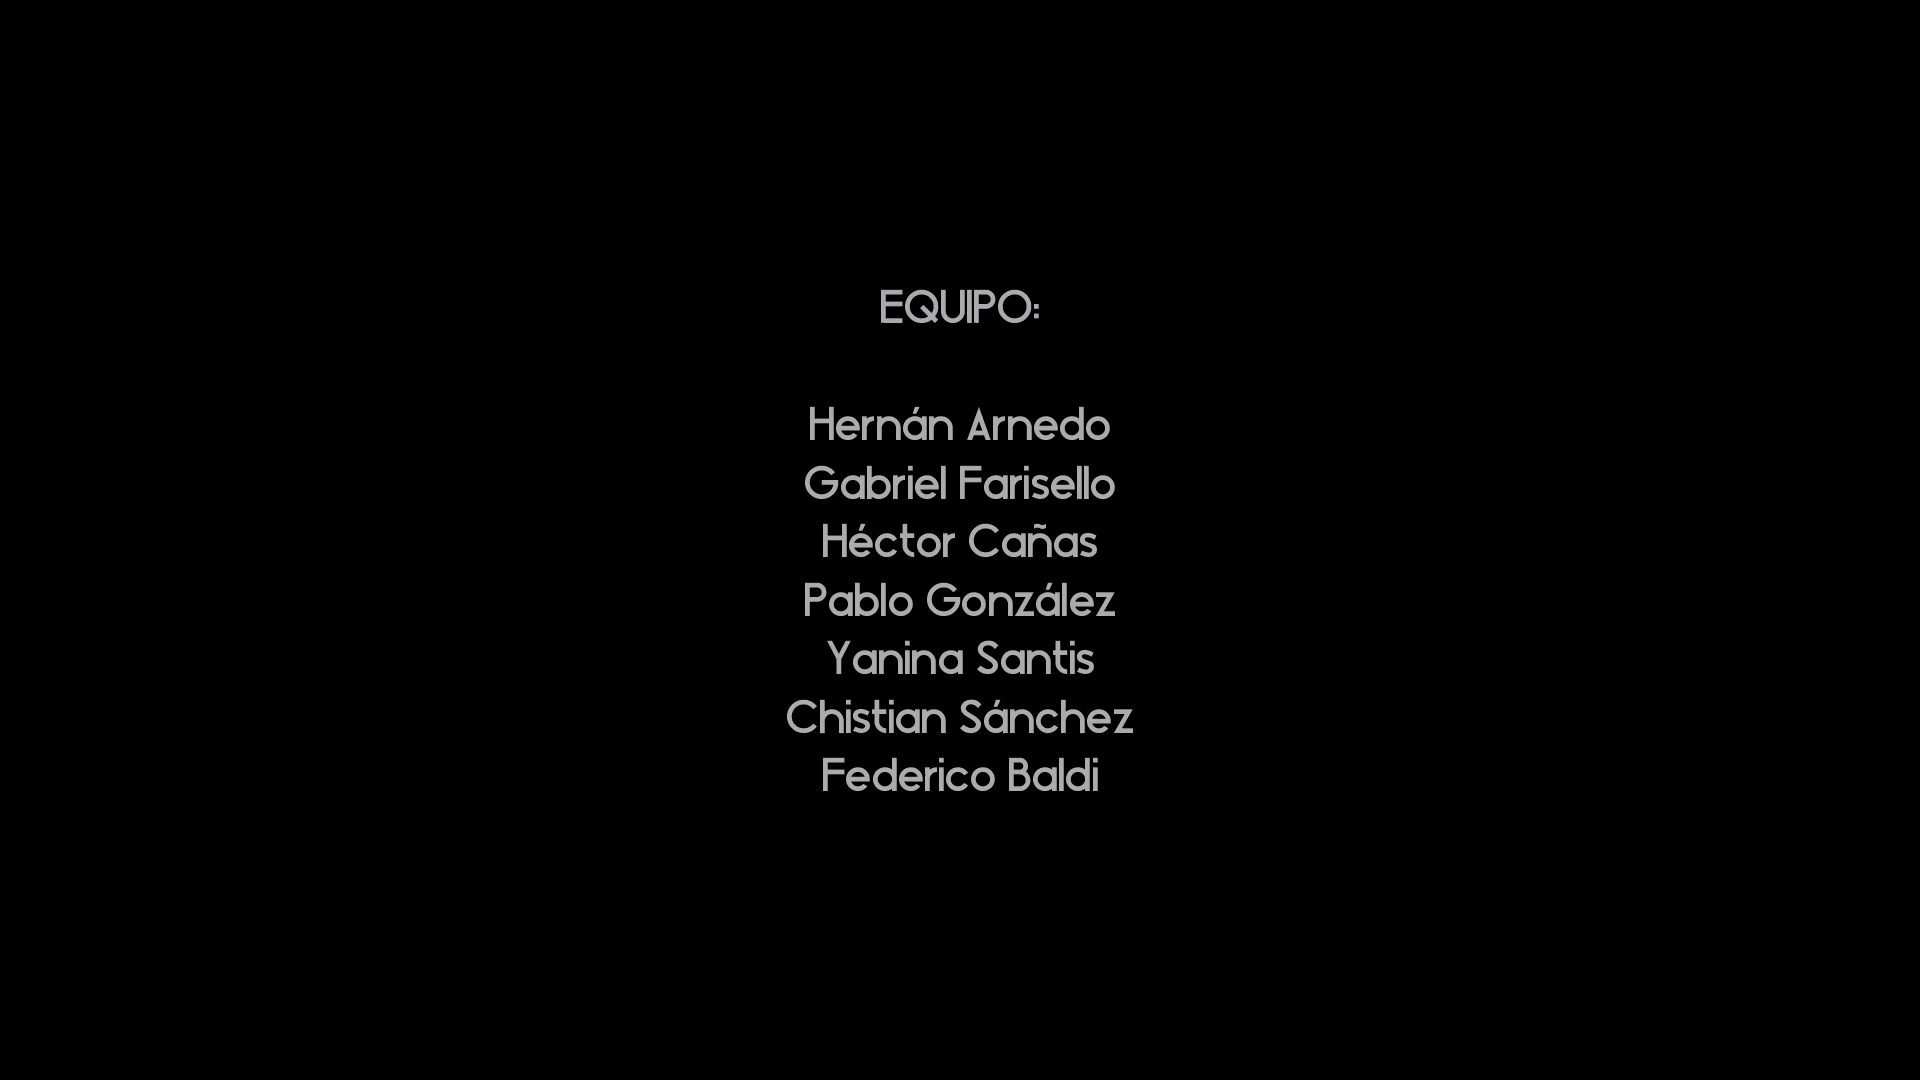 EQUIPO:
Hernán Arnedo
Gabriel Farisello
Héctor Cañas
Pablo González
Yanina Santis
Chistian Sánchez
Federico Baldi